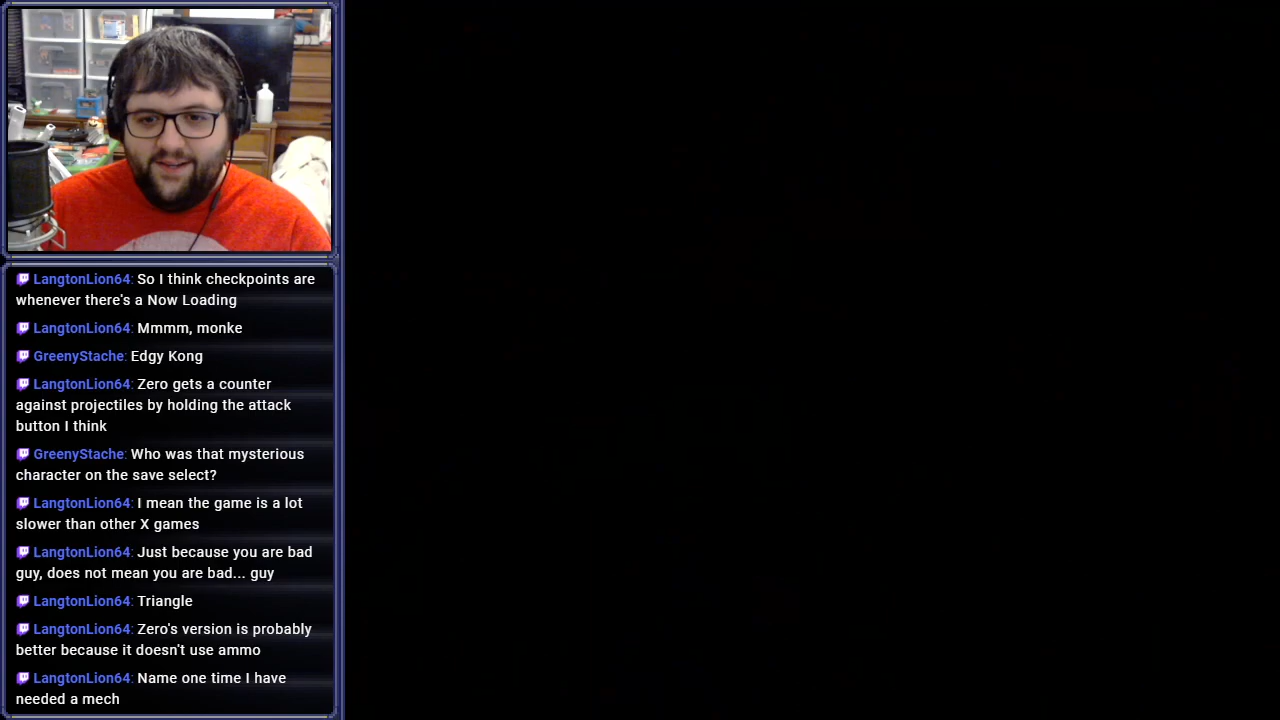 LangtonLion64: So I think checkpoints are
whenever there's a Now Loading
LangtonLion64: Mmmm, monke
GreenyStache: Edgy Kong
LangtonLion64: Zero gets a counter
against projectiles by holding the attack
button I think
GreenyStache: Who was that mysterious
character on the save select?
LangtonLion64: I mean the game is a lot
slower than other X games
LangtonLion64: Just because you are bad
guy, does not mean you are bad... guy
LangtonLion64: Triangle
LangtonLion64: Zero's version is probably
better because it doesn't use ammo
LangtonLion64: Name one time I have
needed a mech